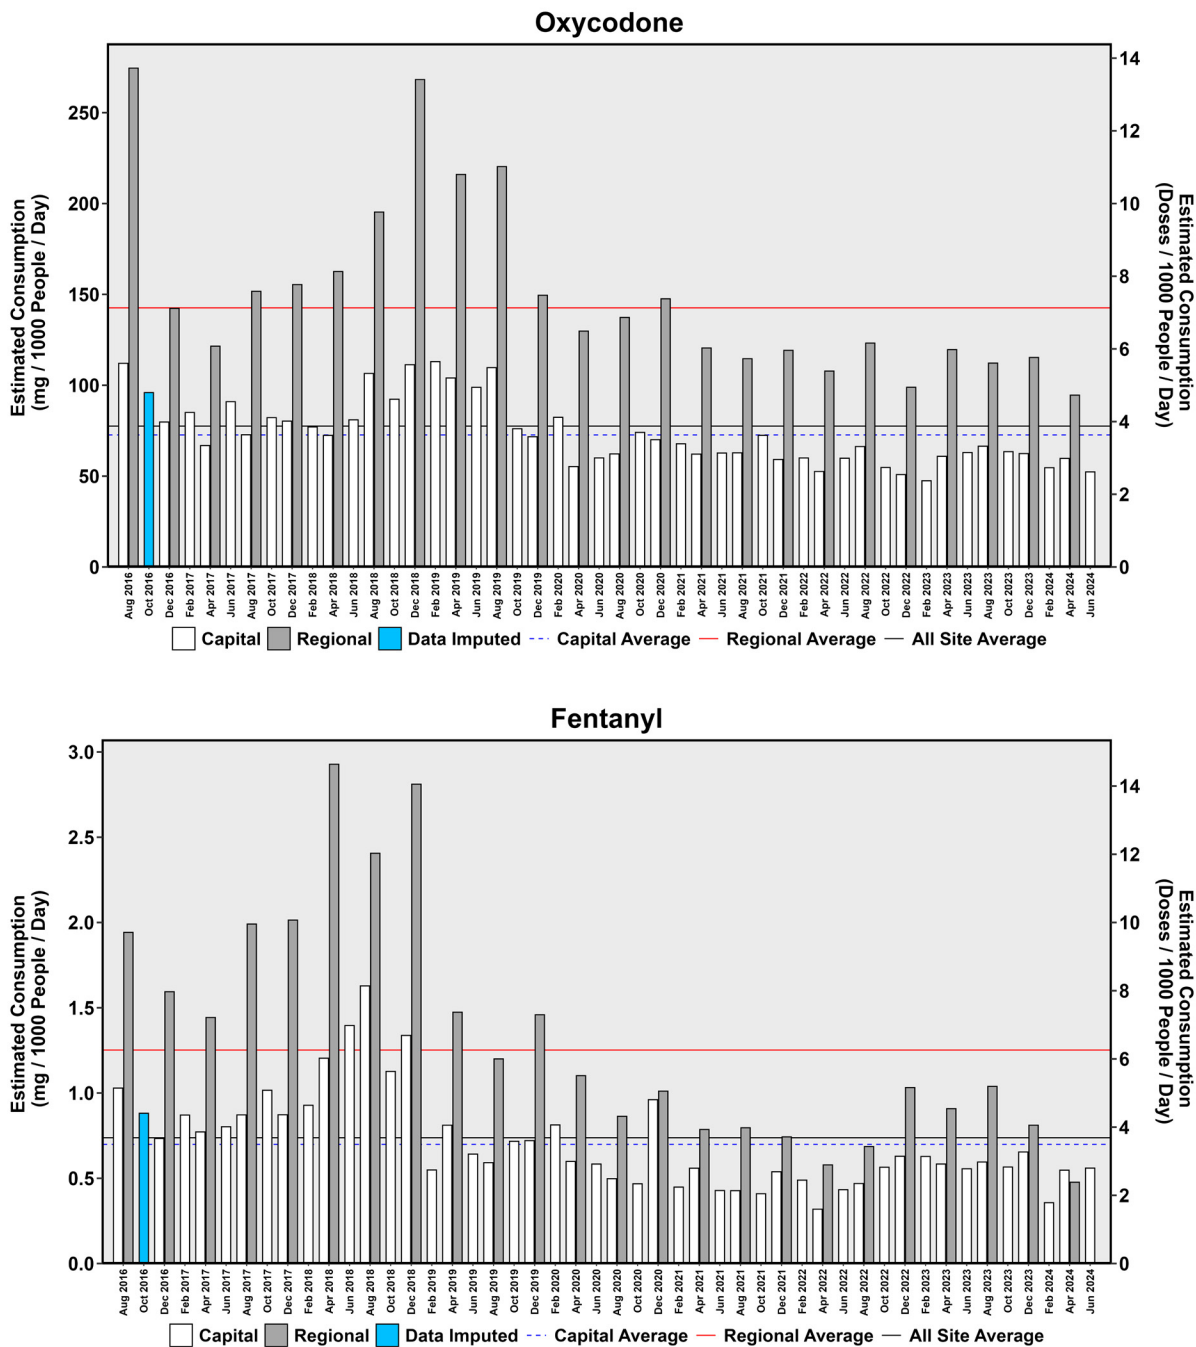 Oxycodone
Estimated Consumption
(mg / 1000 People / Day)
250
200
150
100
50
0
14
12
10
8
6
4
2
0
Estimated Consumption
(Doses / 1000 People / Day)
Aug 2016
Oct 2016
Dec 2016
Feb 2017
Apr 2017
Jun 2017
Aug 2017
Oct 2017
Dec 2017
Feb 2018
Apr 2018
Jun 2018
Aug 2018
Oct 2018
Dec 2018
Feb 2019
Apr 2019
Jun 2019
Aug 2019
Oct 2019
Dec 2019
Feb 2020
Apr 2020
Jun 2020
Aug 2020
Oct 2020
Dec 2020
Feb 2021
Apr 2021
Jun 2021
Aug 2021
Oct 2021
Dec 2021
Feb 2022
Apr 2022
Jun 2022
Aug 2022
Oct 2022
Dec 2022
Feb 2023
Apr 2023
Jun 2023
Aug 2023
Oct 2023
Dec 2023
Feb 2024
Apr 2024
Jun 2024
Capital Regional Data Imputed Capital Average Regional Average All Site Average
Fentanyl
Estimated Consumption
(mg / 1000 People / Day)
3.0
2.5
2.0
1.5
1.0
0.5
0.0
14
12
10
8
6
4
2
0
Estimated Consumption
(Doses / 1000 People / Day)
Aug 2016
Oct 2016
Dec 2016
Feb 2017
Apr 2017
Jun 2017
Aug 2017
Oct 2017
Dec 2017
Feb 2018
Apr 2018
Jun 2018
Aug 2018
Oct 2018
Dec 2018
Feb 2019
Apr 2019
Jun 2019
Aug 2019
Oct 2019
Dec 2019
Feb 2020
Apr 2020
Jun 2020
Aug 2020
Oct 2020
Dec 2020
Feb 2021
Apr 2021
Jun 2021
Aug 2021
Oct 2021
Dec 2021
Feb 2022
Apr 2022
Jun 2022
Aug 2022
Oct 2022
Dec 2022
Feb 2023
Apr 2023
Jun 2023
Aug 2023
Oct 2023
Dec 2023
Feb 2024
Apr 2024
Jun 2024
Capital Regional Data Imputed Capital Average Regional Average All Site Average